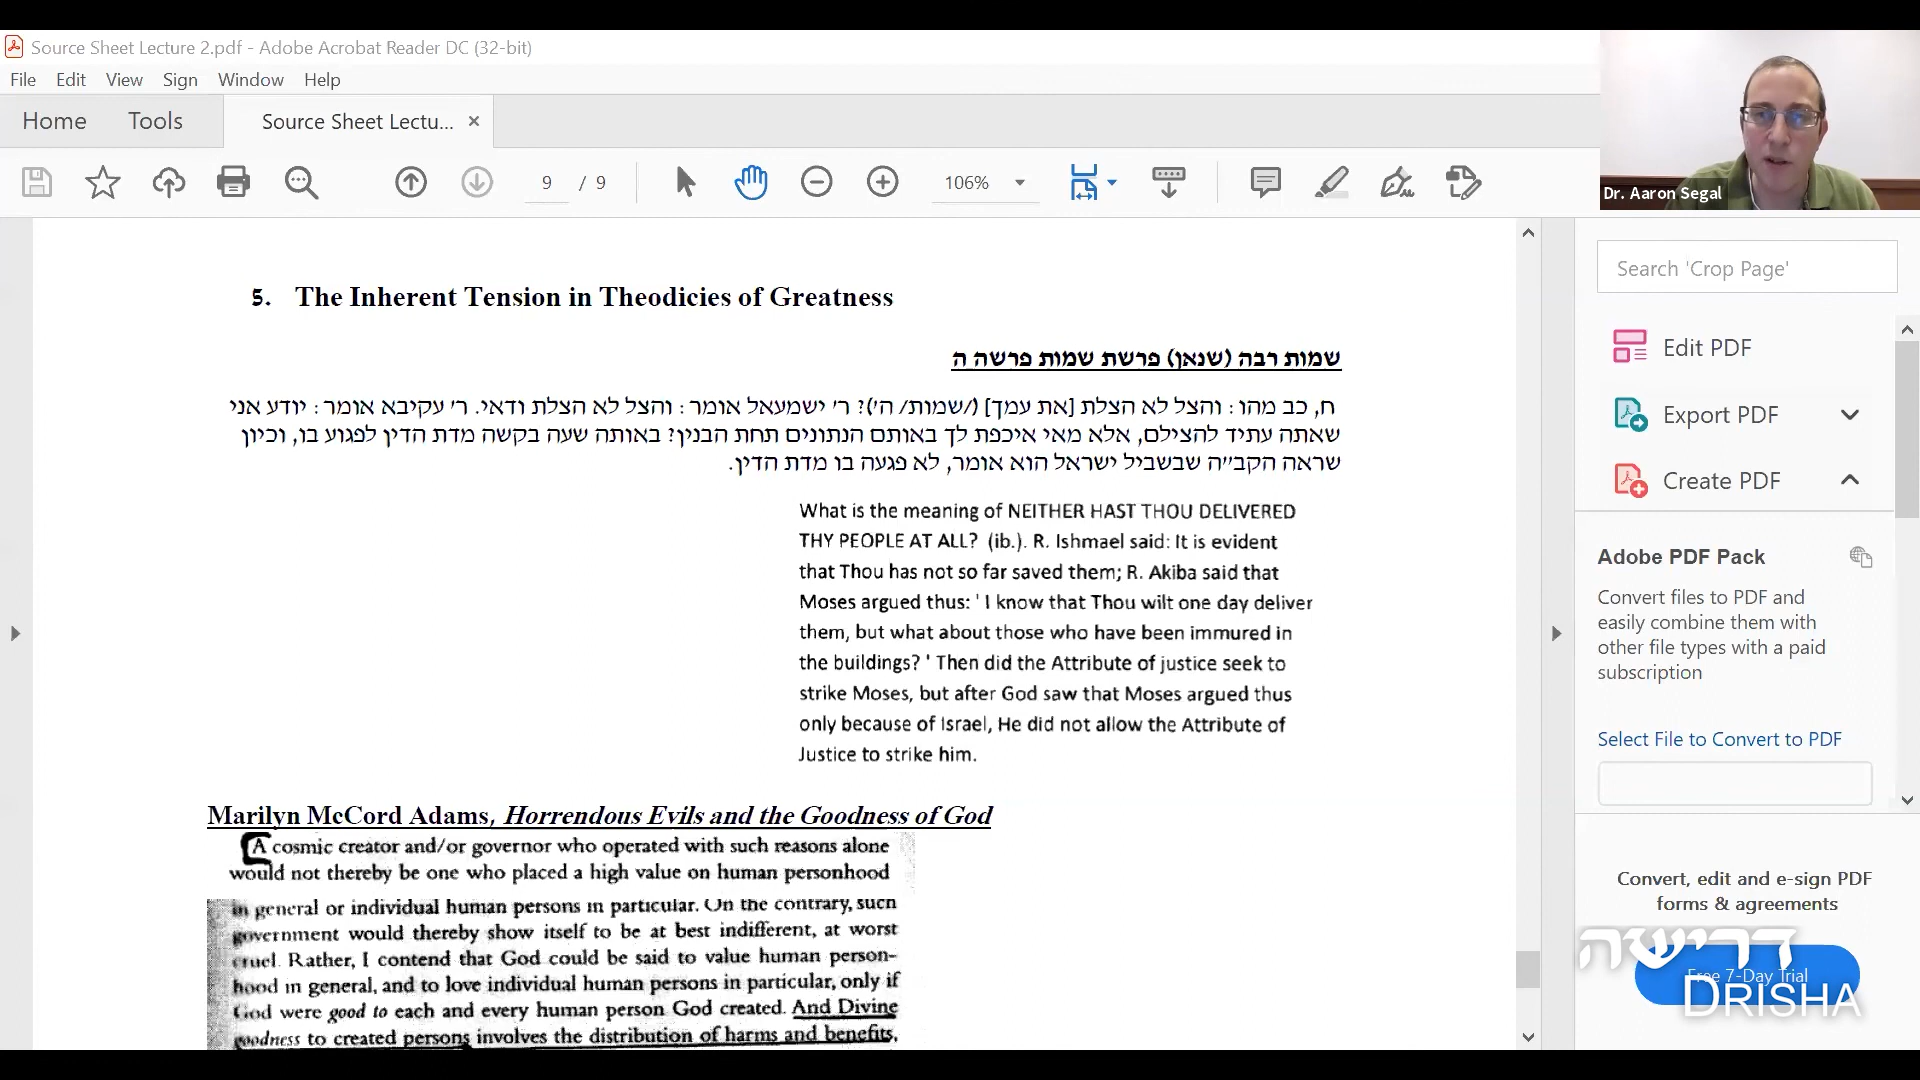 Source Sheet Lecture 2.pdf - Adobe Acrobat Reader DC (32-bit)
File Edit View Sign Window Help
Home Tools Source Sheet Lectu... ×
9 / 9 106%
Dr. Aaron Segal
5. The Inherent Tension in Theodicies of Greatness
שמות רבה (שנאן) פרשת שמות פרשה ה
ח, כב מהו: והצל לא הצלת [את עמך] (/שמות/ ה')? ר' ישמעאל אומר: והצל לא הצלת ודאי. ר' עקיבא אומר: יודע אני
שאתה עתיד להצילם, אלא מאי איכפת לך באותם הנתונים תחת הבנין? באותה שעה בקשה מדת הדין לפגוע בו, וכיון
שראה הקב"ה שבשביל ישראל הוא אומר, לא פגעה בו מדת הדין.
What is the meaning of NEITHER HAST THOU DELIVERED
THY PEOPLE AT ALL? (ib.). R. Ishmael said: It is evident
that Thou has not so far saved them; R. Akiba said that
Moses argued thus: ' I know that Thou wilt one day deliver
them, but what about those who have been immured in
the buildings? ' Then did the Attribute of justice seek to
strike Moses, but after God saw that Moses argued thus
only because of Israel, He did not allow the Attribute of
Justice to strike him.
Marilyn McCord Adams, Horrendous Evils and the Goodness of God
A cosmic creator and/or governor who operated with such reasons alone
would not thereby be one who placed a high value on human personhood
in general or individual human persons in particular. On the contrary, such
government would thereby show itself to be at best indifferent, at worst
cruel. Rather, I contend that God could be said to value human person-
hood in general, and to love individual human persons in particular, only if
God were good to each and every human person God created. And Divine
goodness to created persons involves the distribution of harms and benefits,
Search 'Crop Page'
Edit PDF
Export PDF
Create PDF
Adobe PDF Pack
Convert files to PDF and
easily combine them with
other file types with a paid
subscription
Select File to Convert to PDF
Convert, edit and e-sign PDF
forms & agreements
Free 7-Day Trial
דרישה
DRISHA